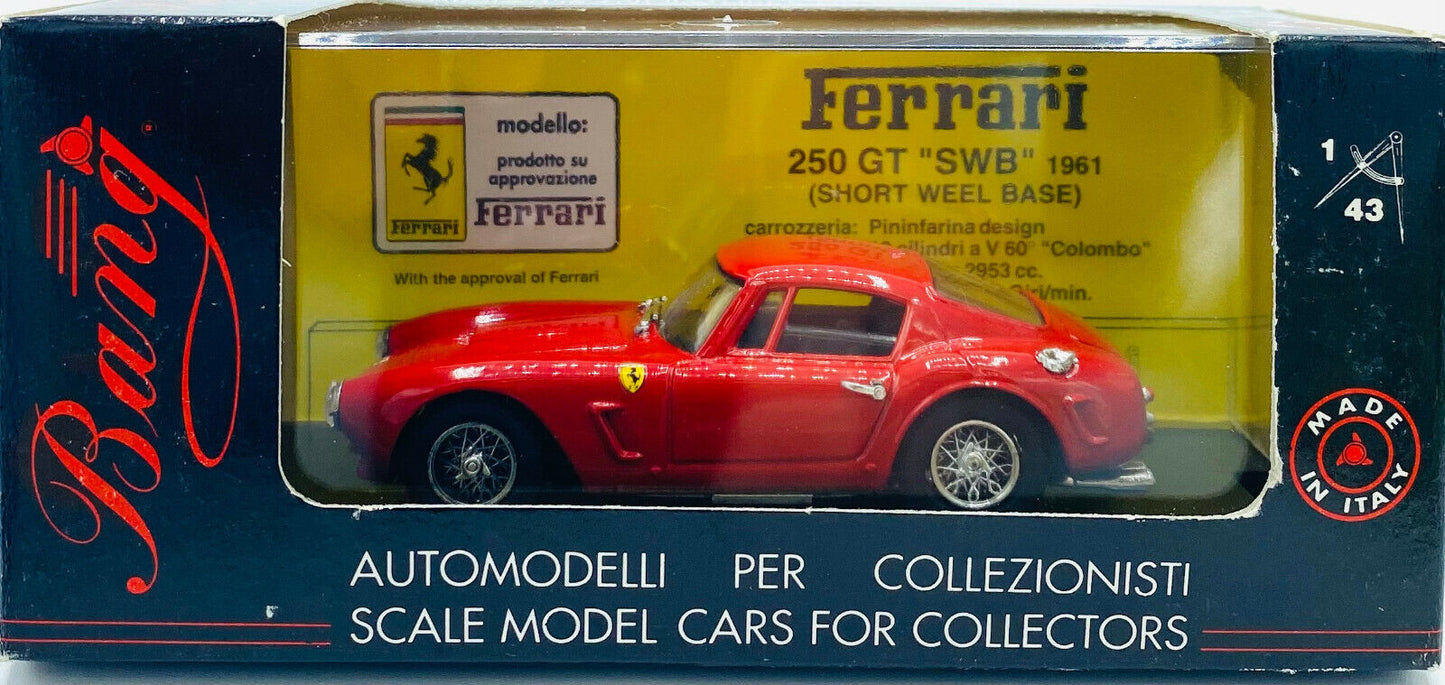 Bang
modello:
prodotto su
approvazione
Ferrari
Ferrari
With the approval of Ferrari
Ferrari
250 GT "SWB" 1961
(SHORT WEEL BASE)
carrozzeria: Pininfarina design
cilindri a V 60° "Colombo"
2953 cc.
Giri/min.
1
43
MADE
IN ITALY
AUTOMODELLI PER COLLEZIONISTI
SCALE MODEL CARS FOR COLLECTORS